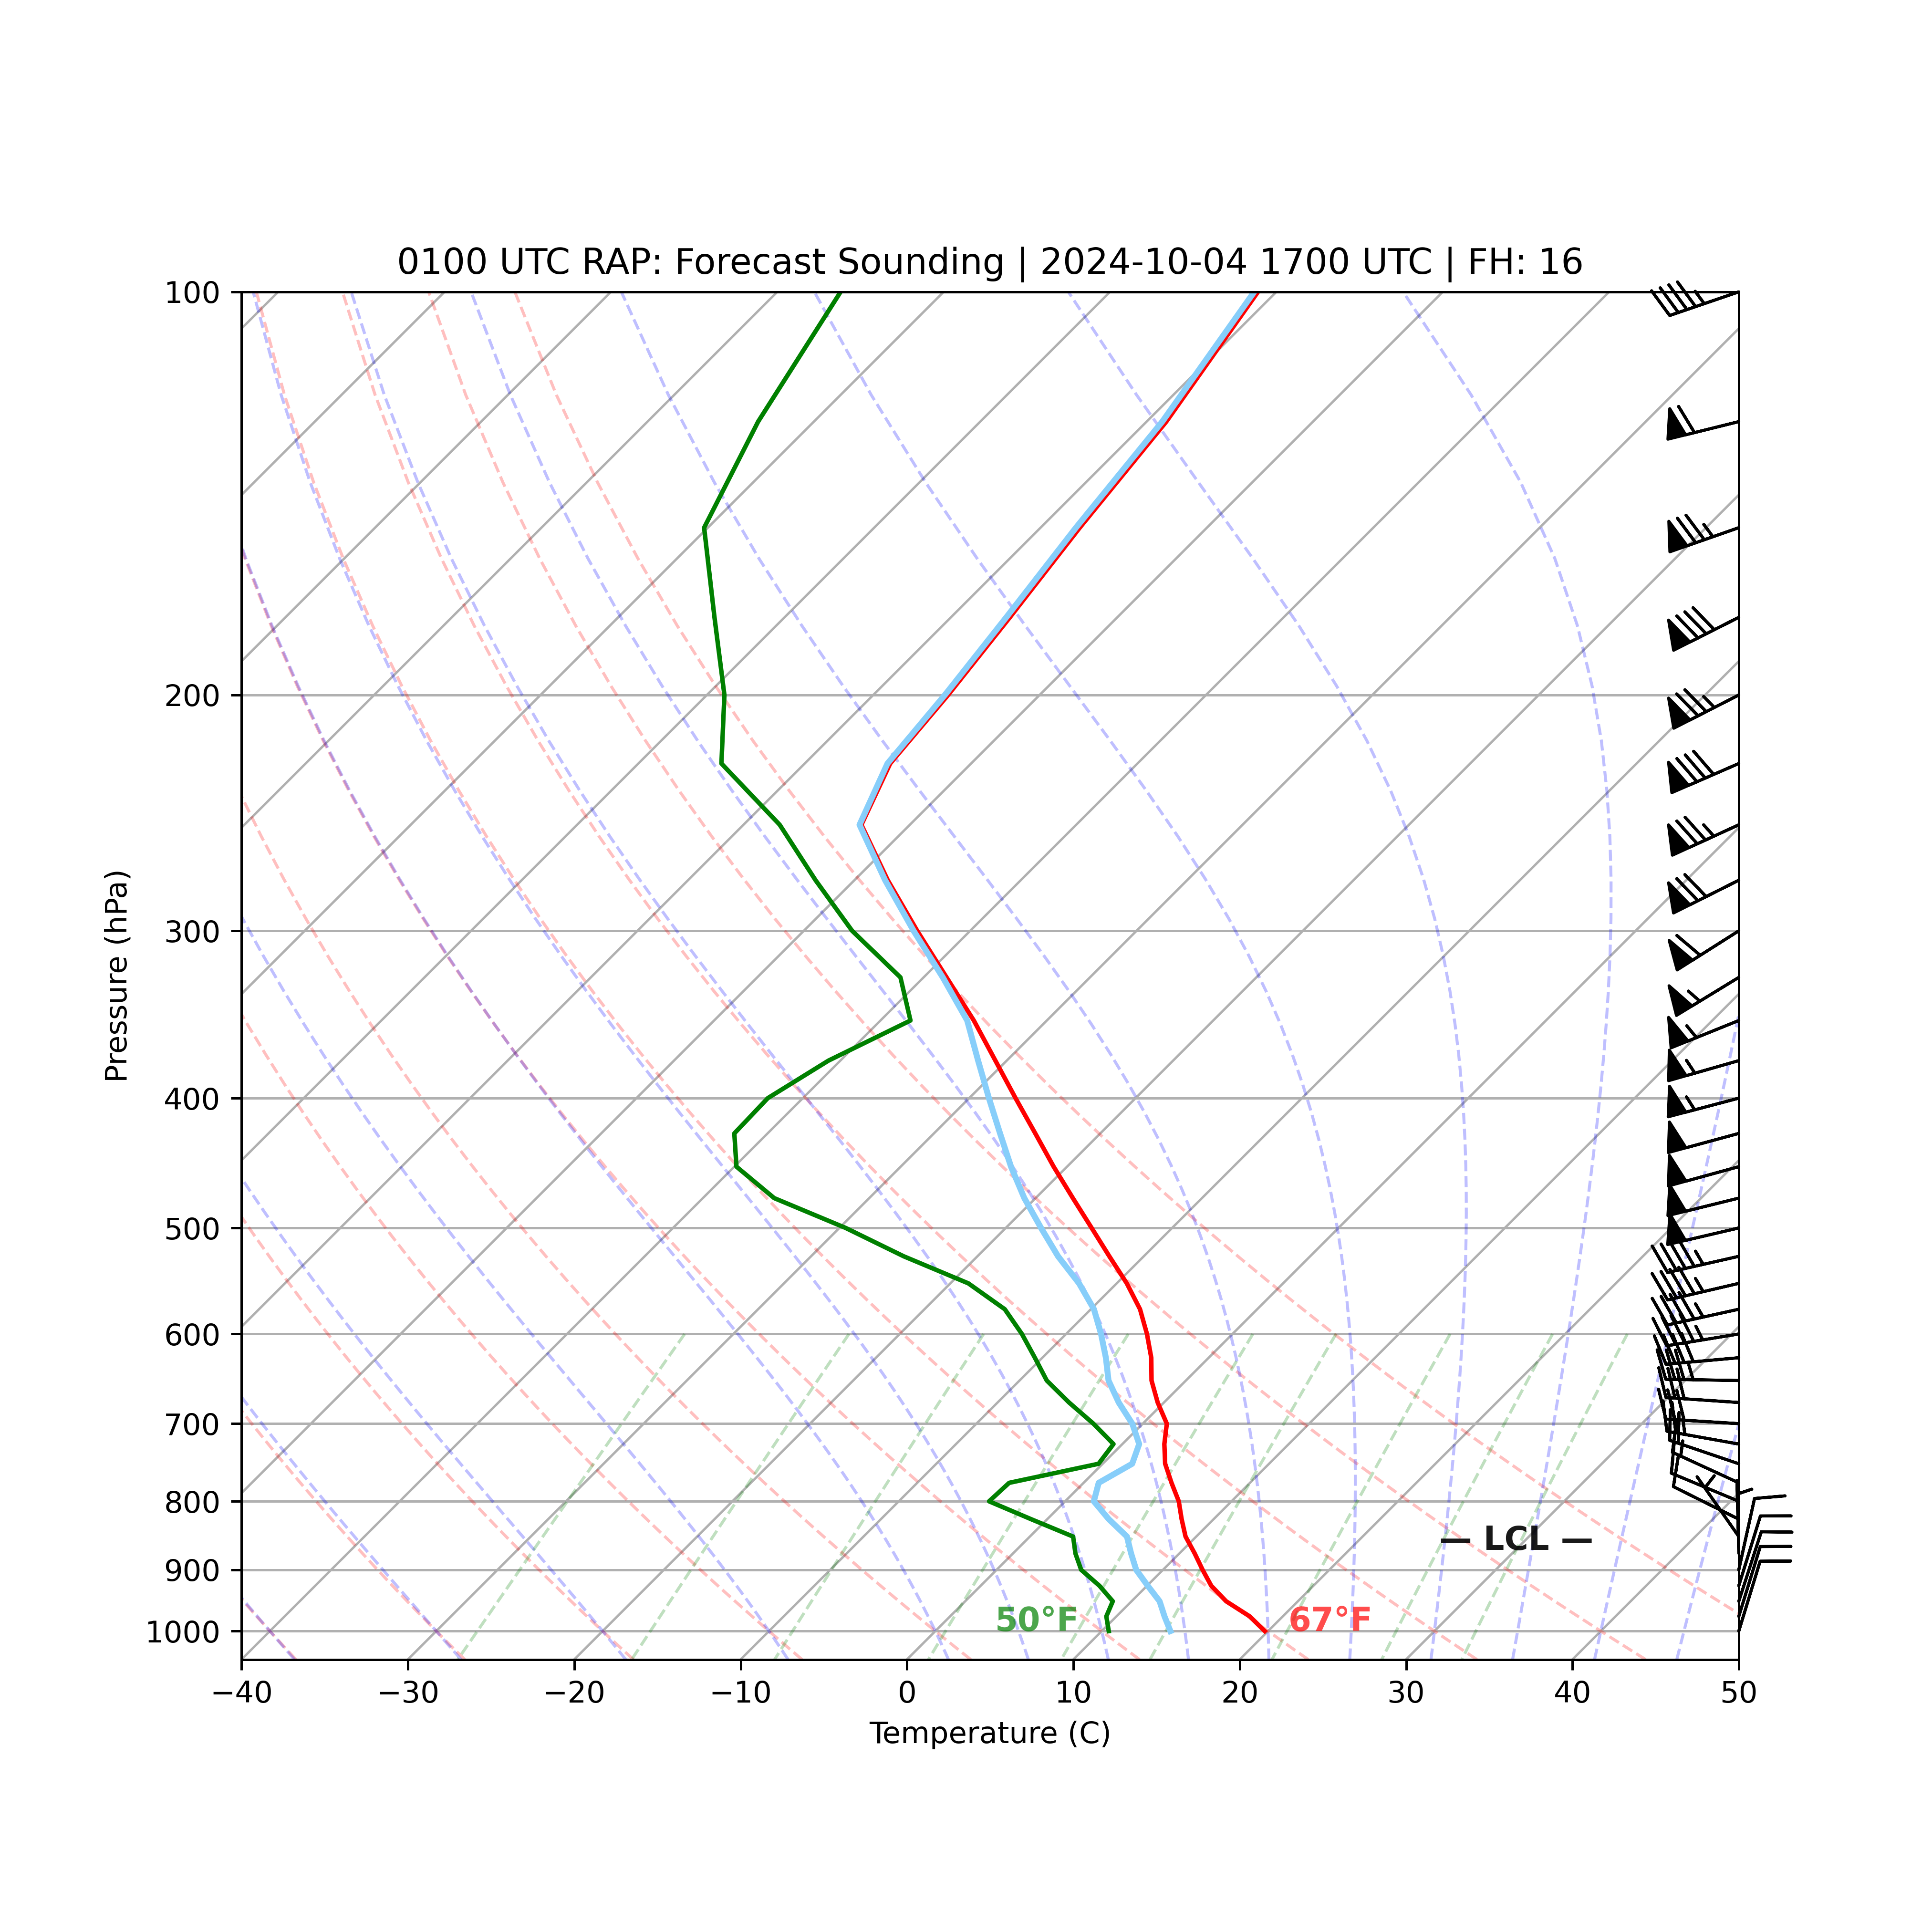 0100 UTC RAP: Forecast Sounding | 2024-10-04 1700 UTC | FH: 16
100
200
300
400
500
600
700
800
900
1000
Pressure (hPa)
— LCL —
50°F
67°F
−40 −30 −20 −10 0 10 20 30 40 50
Temperature (C)